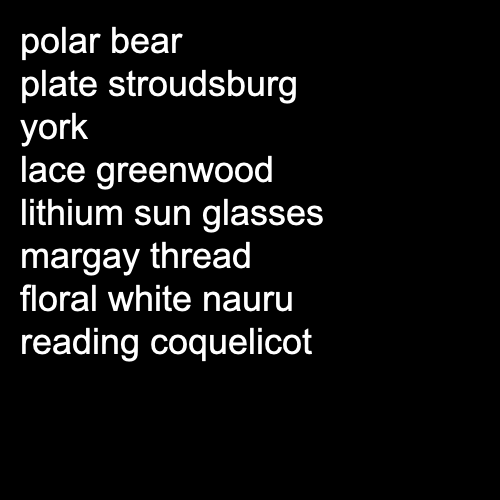 polar bear
plate stroudsburg
york
lace greenwood
lithium sun glasses
margay thread
floral white nauru
reading coquelicot